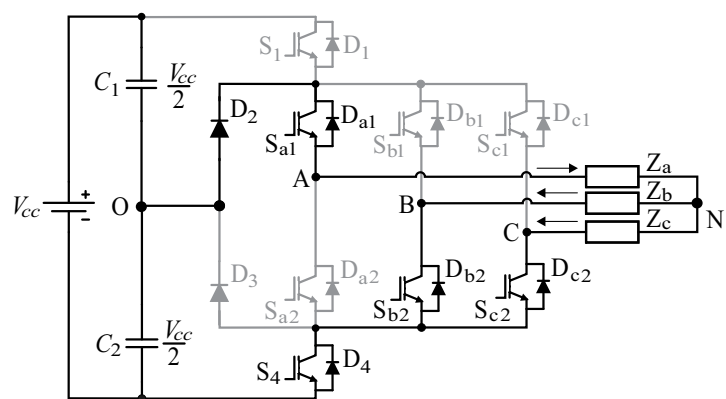 S1 D1
C1 Vcc/2
D2
Sa1 Da1
Sb1 Db1
Sc1 Dc1
A
Za
Vcc + -
O
B
Zb
N
C
Zc
D3
Sa2 Da2
Sb2 Db2
Sc2 Dc2
C2 Vcc/2
S4 D4